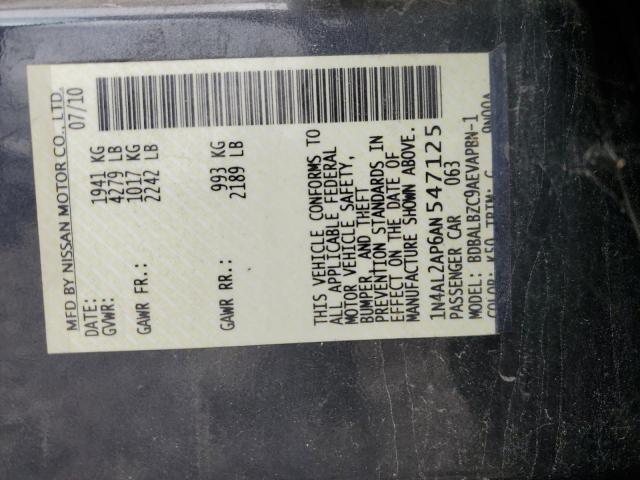 MFD BY NISSAN MOTOR CO., LTD.
DATE: 07/10
GVWR: 1941 KG
4279 LB
GAWR FR.: 1017 KG
2242 LB
GAWR RR.: 993 KG
2189 LB
THIS VEHICLE CONFORMS TO
ALL APPLICABLE FEDERAL
MOTOR VEHICLE SAFETY,
BUMPER, AND THEFT
PREVENTION STANDARDS IN
EFFECT ON THE DATE OF
MANUFACTURE SHOWN ABOVE.
1N4AL2AP6AN547125
PASSENGER CAR 063
MODEL: BDBALBZC9AEVAPBN-1
COLOR: TRIM: G